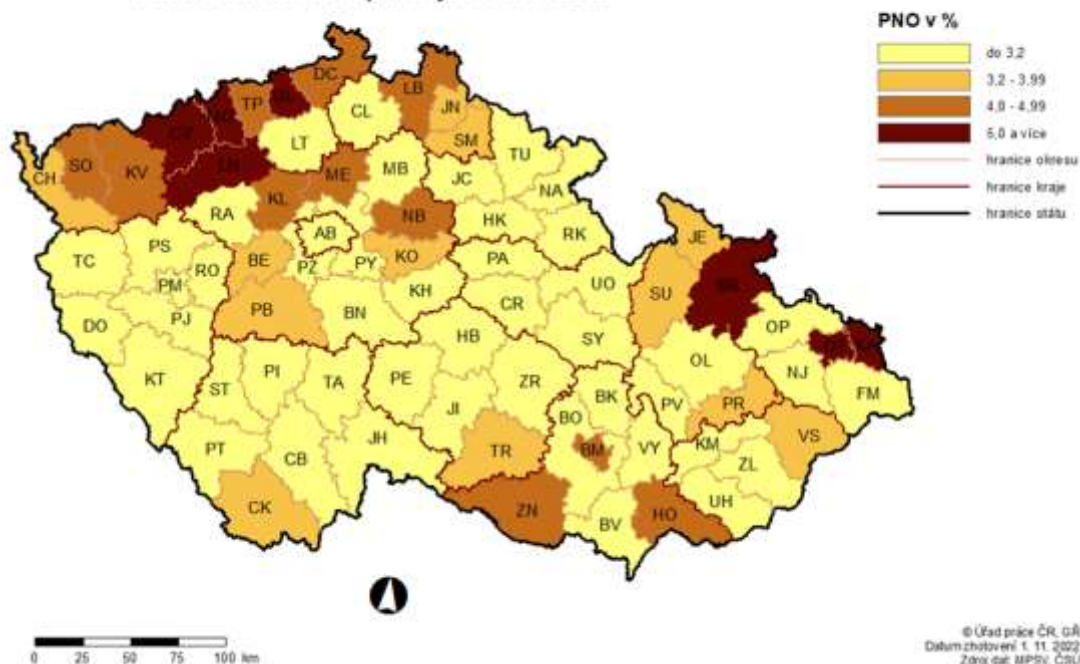 PNO v %
do 3,2
3,2 - 3,99
4,0 - 4,99
5,0 a více
hranice okresu
hranice kraje
hranice státu
DC
LB
TP
CL
JN
LT
SM
TU
SO
KV
ME
MB
JC
CH
KL
NA
RA
NB
HK
RK
AB
PS
BE
KO
PA
JE
TC
RO
PZ
PY
PM
KH
UO
SU
PB
CR
PJ
BN
DO
HB
SY
OP
OL
KT
PI
TA
PE
ZR
NJ
ST
BK
FM
JI
BO
PV
PR
PT
JH
VS
CB
TR
BM
VY
KM
ZL
CK
ZN
BV
HO
UH
0 25 50 75 100 km
© Úřad práce ČR, GŘ
Datum zhotovení 1. 11. 2022
Zdroj dat: MPSV, ČSÚ